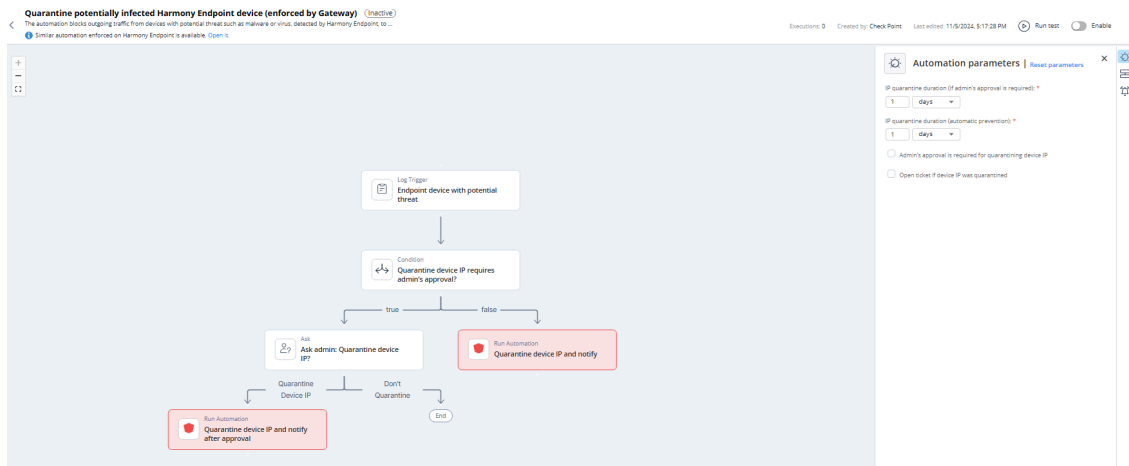 Quarantine potentially infected Harmony Endpoint device (enforced by Gateway) Inactive
The automation blocks outgoing traffic from devices with potential threat such as malware or virus, detected by Harmony Endpoint, to ...
Similar automation enforced on Harmony Endpoint is available. Open it.
Executions: 0 Created by: Check Point Last edited: 11/5/2024, 5:17:28 PM Run test Enable
Automation parameters | Reset parameters
IP quarantine duration (if admin's approval is required): *
1 days
IP quarantine duration (automatic prevention): *
1 days
Admin's approval is required for quarantining device IP
Open ticket if device IP was quarantined
Log Trigger
Endpoint device with potential
threat
Condition
Quarantine device IP requires
admin's approval?
true false
Ask
Ask admin: Quarantine device
IP?
Run Automation
Quarantine device IP and notify
Quarantine
Device IP
Don't
Quarantine
End
Run Automation
Quarantine device IP and notify
after approval